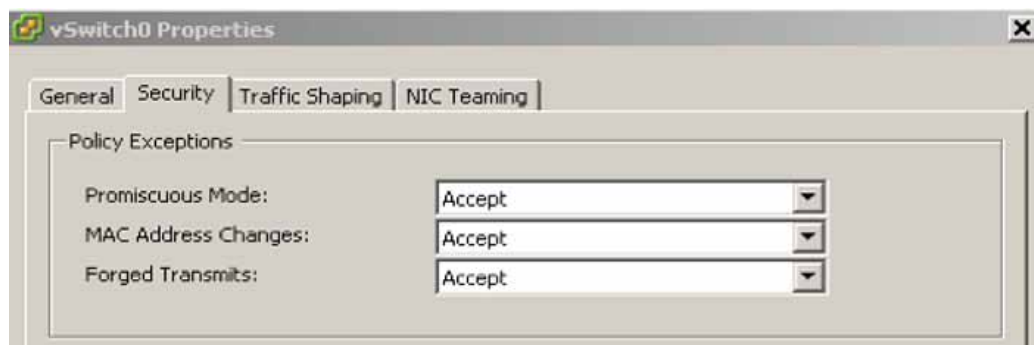 vSwitch0 Properties
General Security Traffic Shaping NIC Teaming
Policy Exceptions
Promiscuous Mode: Accept
MAC Address Changes: Accept
Forged Transmits: Accept